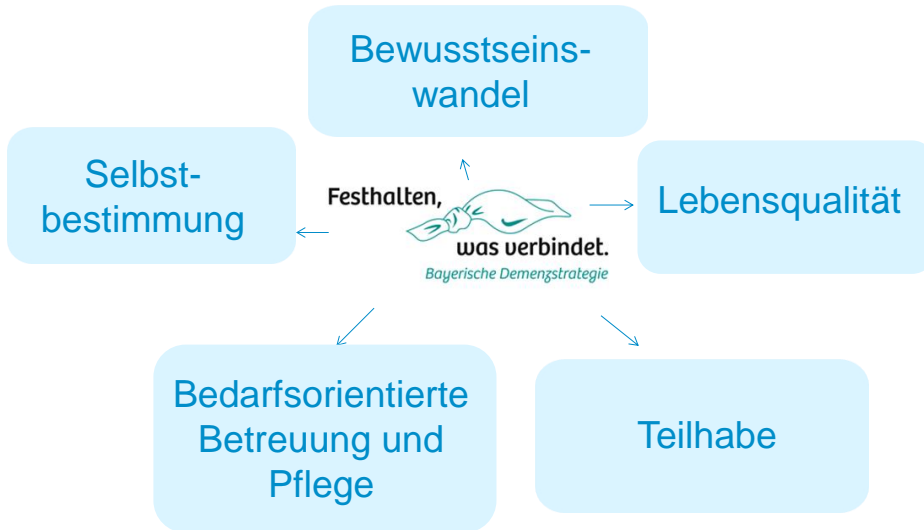 Bewusstseins-
wandel
Selbst-
bestimmung
Festhalten,
was verbindet.
Bayerische Demenzstrategie
Lebensqualität
Bedarfsorientierte
Betreuung und
Pflege
Teilhabe